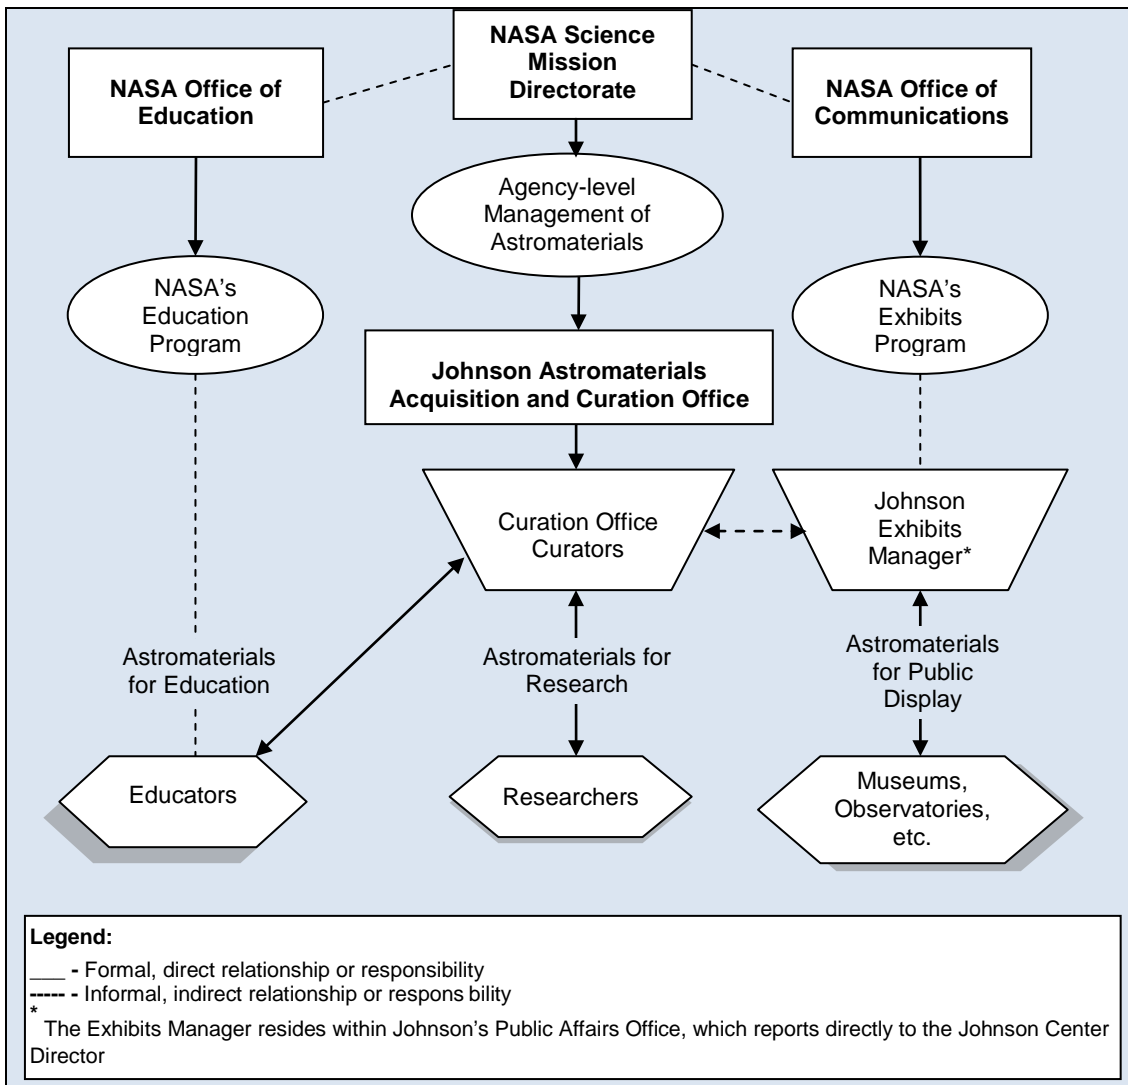 NASA Science
Mission
Directorate
NASA Office of
Education
NASA Office of
Communications
Agency-level
Management of
Astromaterials
NASA's
Education
Program
NASA's
Exhibits
Program
Johnson Astromaterials
Acquisition and Curation Office
Curation Office
Curators
Johnson
Exhibits
Manager*
Astromaterials
for Education
Astromaterials for
Research
Astromaterials
for Public
Display
Educators
Researchers
Museums,
Observatories,
etc.
Legend:
___ - Formal, direct relationship or responsibility
----- - Informal, indirect relationship or respons bility
* The Exhibits Manager resides within Johnson's Public Affairs Office, which reports directly to the Johnson Center
Director